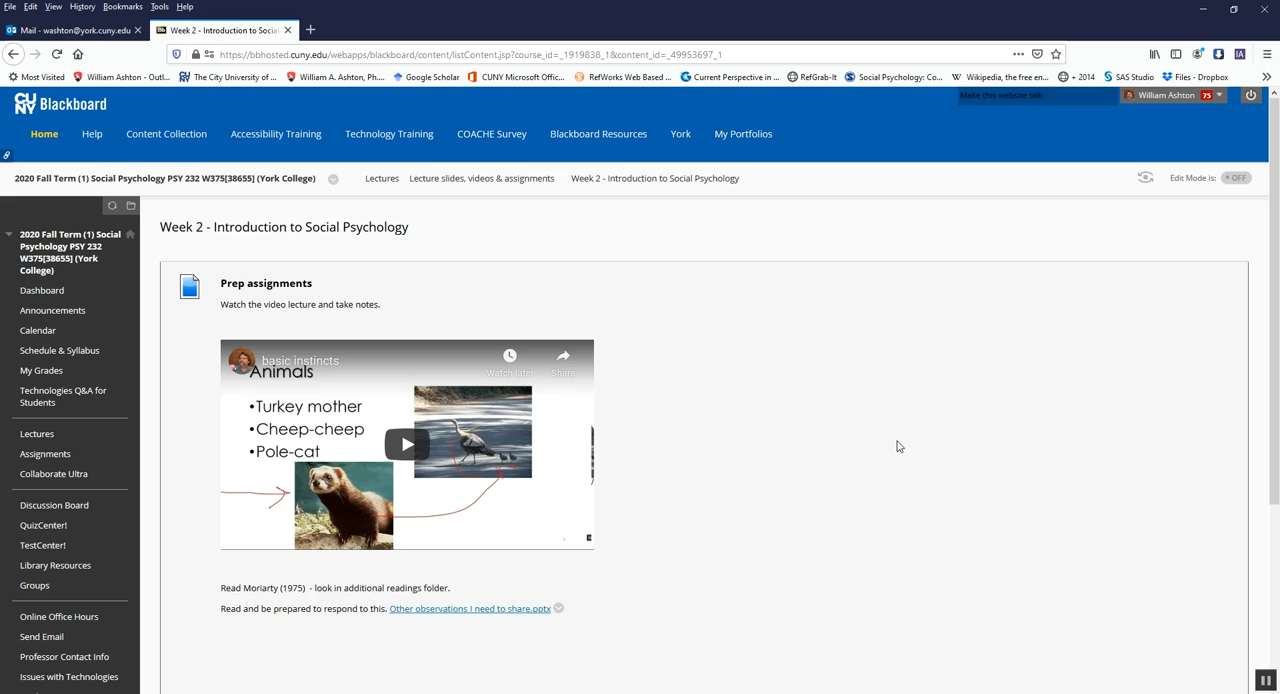 File Edit View History Bookmarks Tools Help
Mail - washton@york.cuny.edu
Week 2 - Introduction to Socia
https://bbhosted.cuny.edu/webapps/blackboard/content/listContent.jsp?course_id=_1919838_1&content_id=_49953697_1
Most Visited William Ashton - Outl... The City University of ... William A. Ashton, Ph.... Google Scholar CUNY Microsoft Offic... RefWorks Web Based ... Current Perspective in ... RefGrab-It Social Psychology: Co... Wikipedia, the free en... + 2014 SAS Studio Files - Dropbox
CU
NY Blackboard
Make this website talk
William Ashton 75
Home Help Content Collection Accessibility Training Technology Training COACHE Survey Blackboard Resources York My Portfolios
2020 Fall Term (1) Social Psychology PSY 232 W375[38655] (York College) Lectures Lecture slides, videos & assignments Week 2 - Introduction to Social Psychology Edit Mode is: OFF
2020 Fall Term (1) Social
Psychology PSY 232
W375[38655] (York
College)
Dashboard
Announcements
Calendar
Schedule & Syllabus
My Grades
Technologies Q&A for
Students
Lectures
Assignments
Collaborate Ultra
Discussion Board
QuizCenter!
TestCenter!
Library Resources
Groups
Online Office Hours
Send Email
Professor Contact Info
Issues with Technologies
Week 2 - Introduction to Social Psychology
Prep assignments
Watch the video lecture and take notes.
basic instincts
Watch later Share
Animals
•Turkey mother
•Cheep-cheep
•Pole-cat
Read Moriarty (1975) - look in additional readings folder.
Read and be prepared to respond to this. Other observations I need to share.pptx